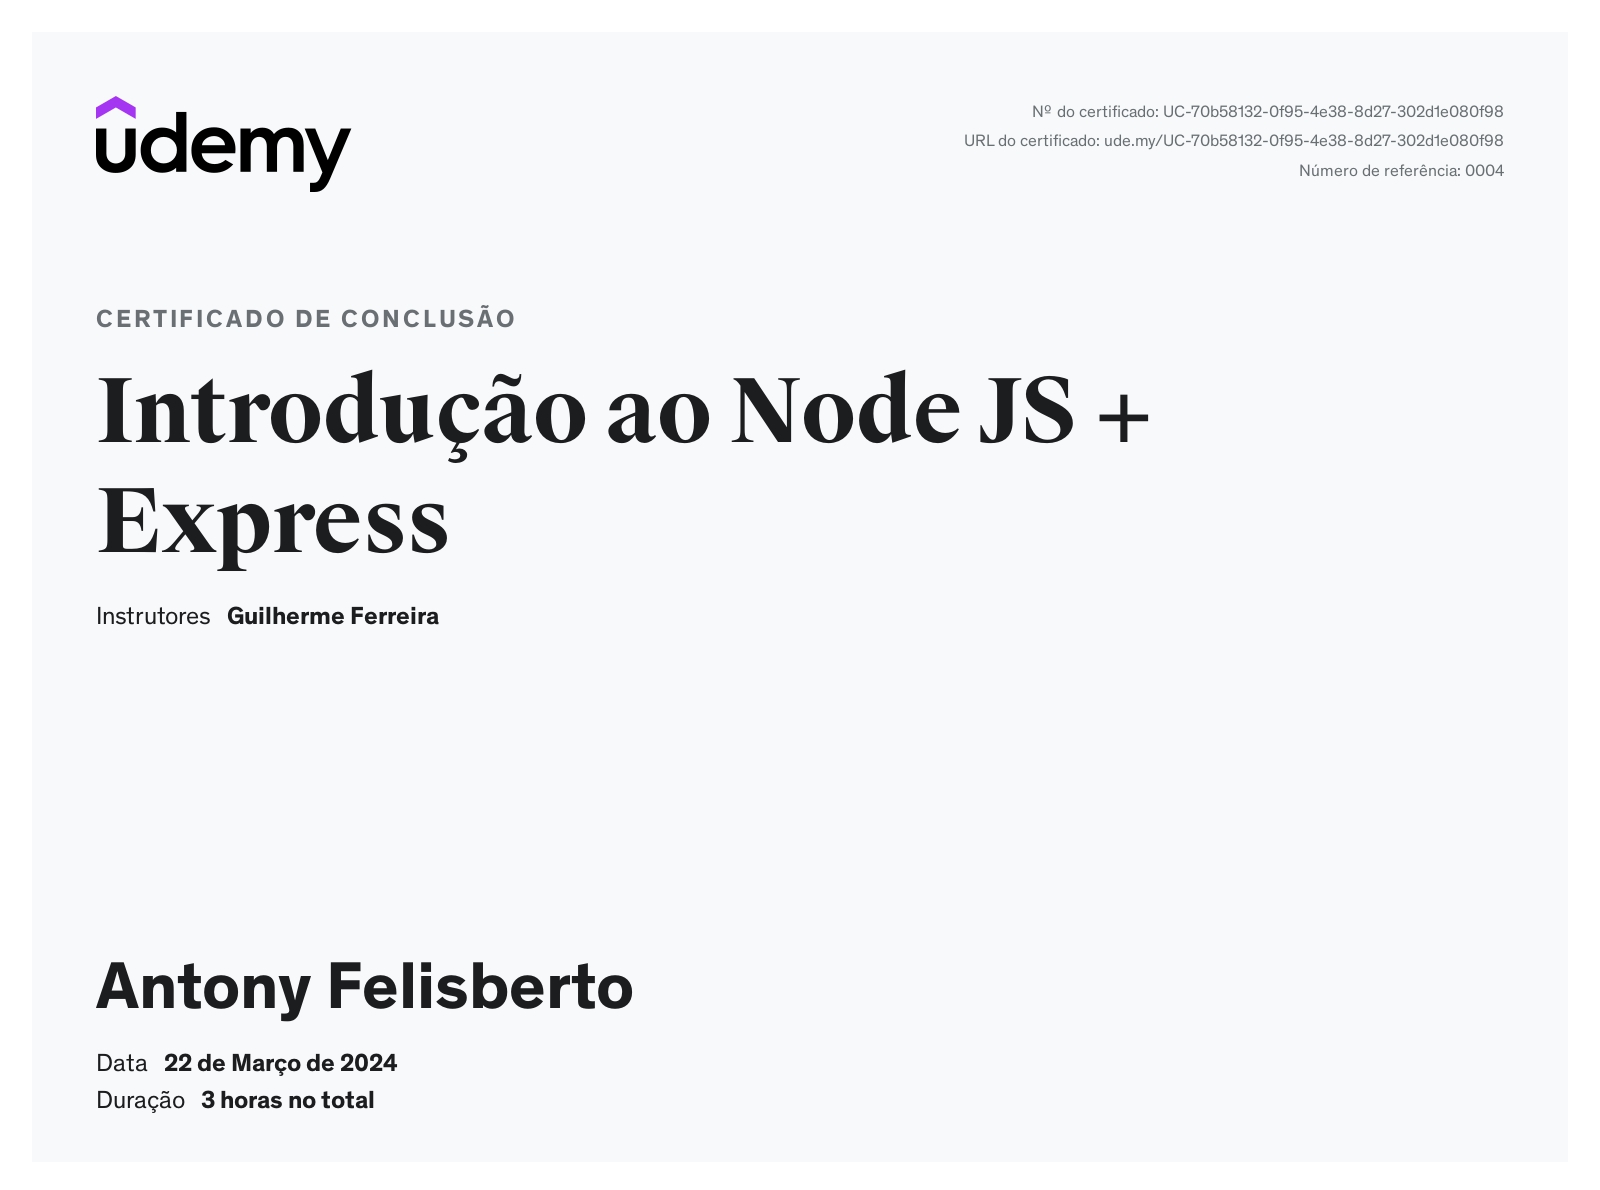 udemy
Nº do certificado: UC-70b58132-0f95-4e38-8d27-302d1e080f98
URL do certificado: ude.my/UC-70b58132-0f95-4e38-8d27-302d1e080f98
Número de referência: 0004
CERTIFICADO DE CONCLUSÃO
Introdução ao Node JS +
Express
Instrutores Guilherme Ferreira
Antony Felisberto
Data 22 de Março de 2024
Duração 3 horas no total